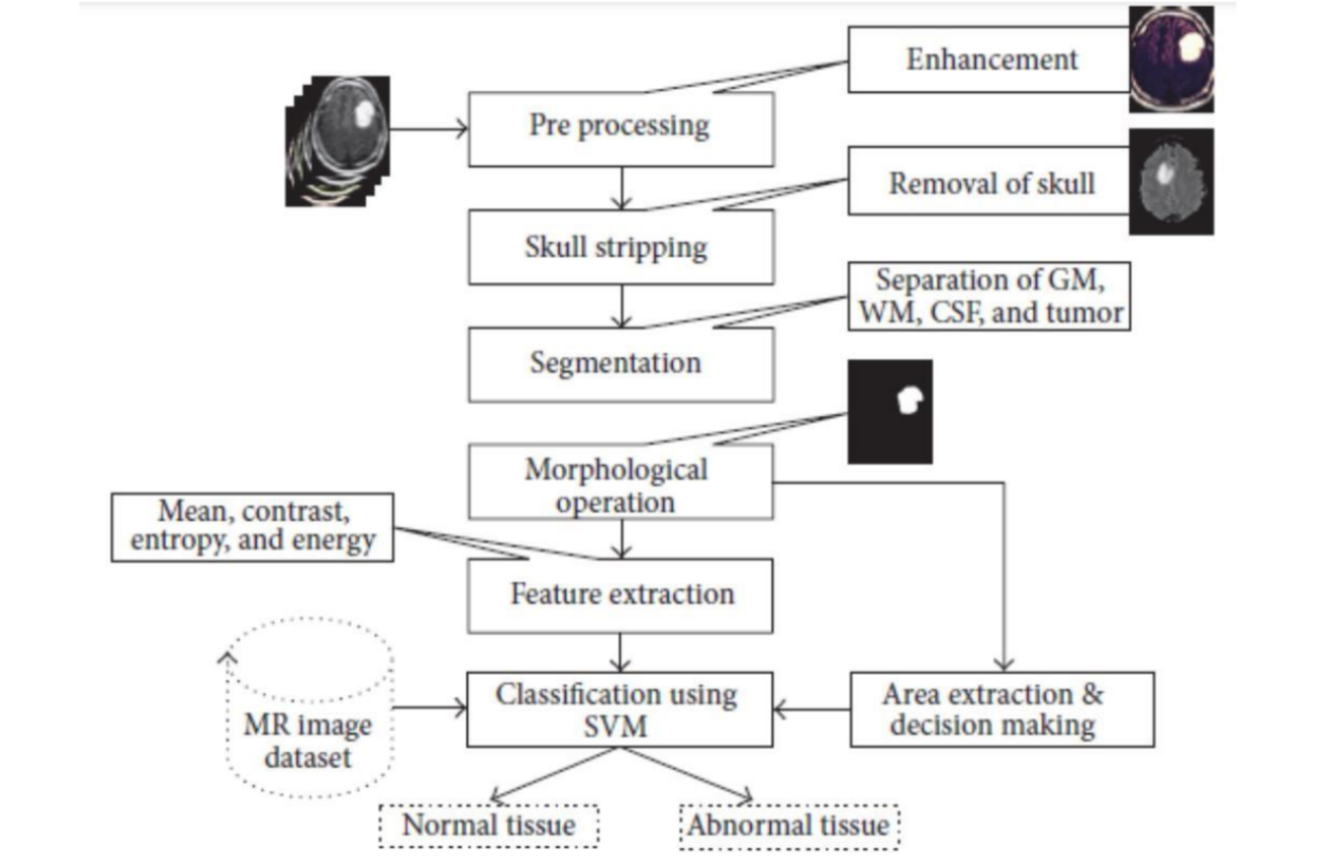 Enhancement
Pre processing
Removal of skull
Skull stripping
Separation of GM,
WM, CSF, and tumor
Segmentation
Morphological
operation
Mean, contrast,
entropy, and energy
Feature extraction
MR image
dataset
Classification using
SVM
Area extraction &
decision making
Normal tissue
Abnormal tissue